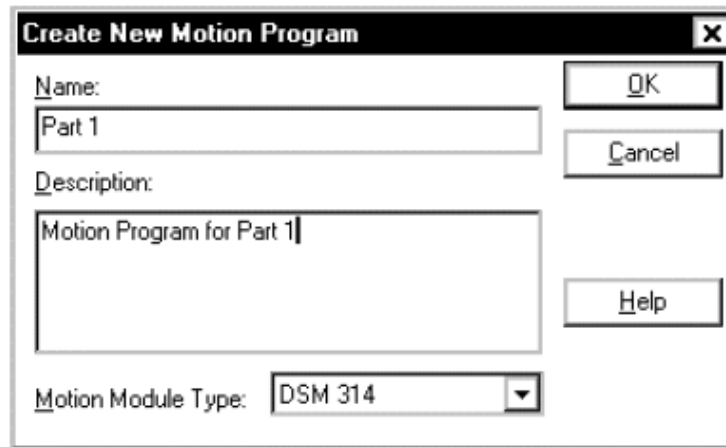 Create New Motion Program
Name:
OK
Part 1
Cancel
Description:
Motion Program for Part 1
Help
Motion Module Type: DSM 314